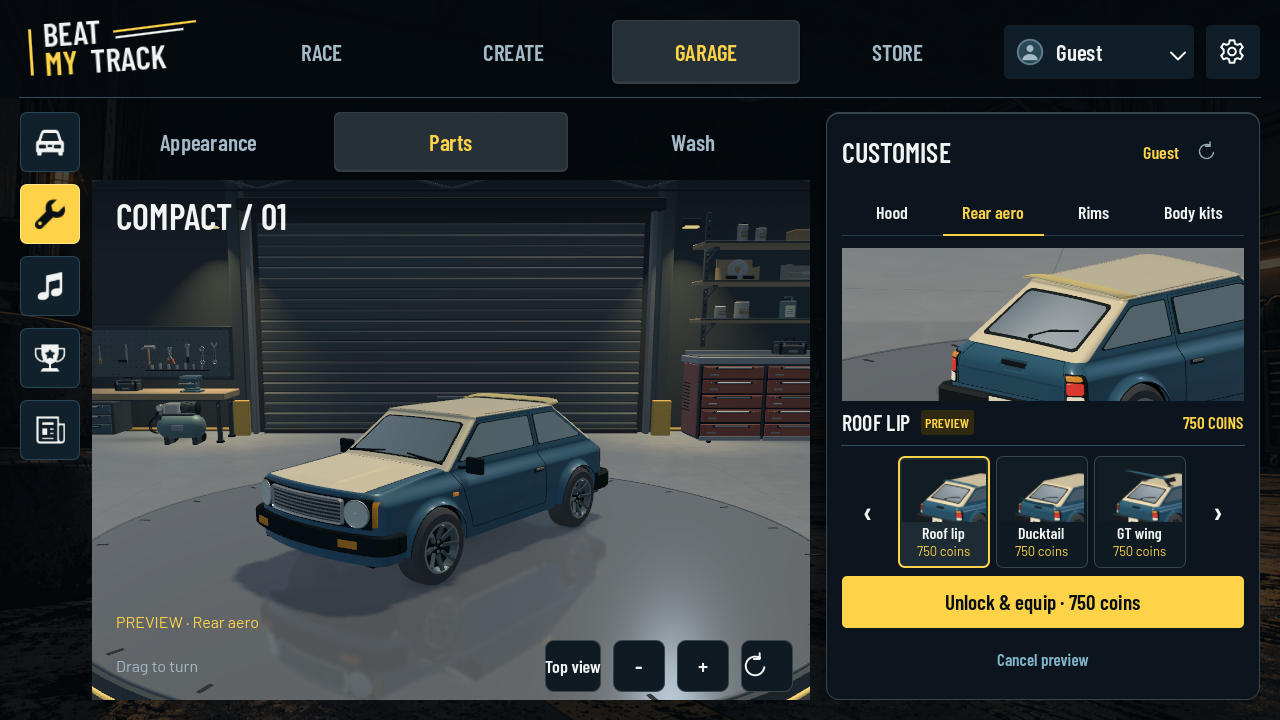 BEAT
MY TRACK
RACE
CREATE
GARAGE
STORE
Guest
Appearance
Parts
Wash
COMPACT / 01
PREVIEW · Rear aero
Drag to turn
Top view
-
+
CUSTOMISE
Guest
Hood
Rear aero
Rims
Body kits
ROOF LIP
PREVIEW
750 COINS
‹
Roof lip
750 coins
Ducktail
750 coins
GT wing
750 coins
›
Unlock & equip · 750 coins
Cancel preview